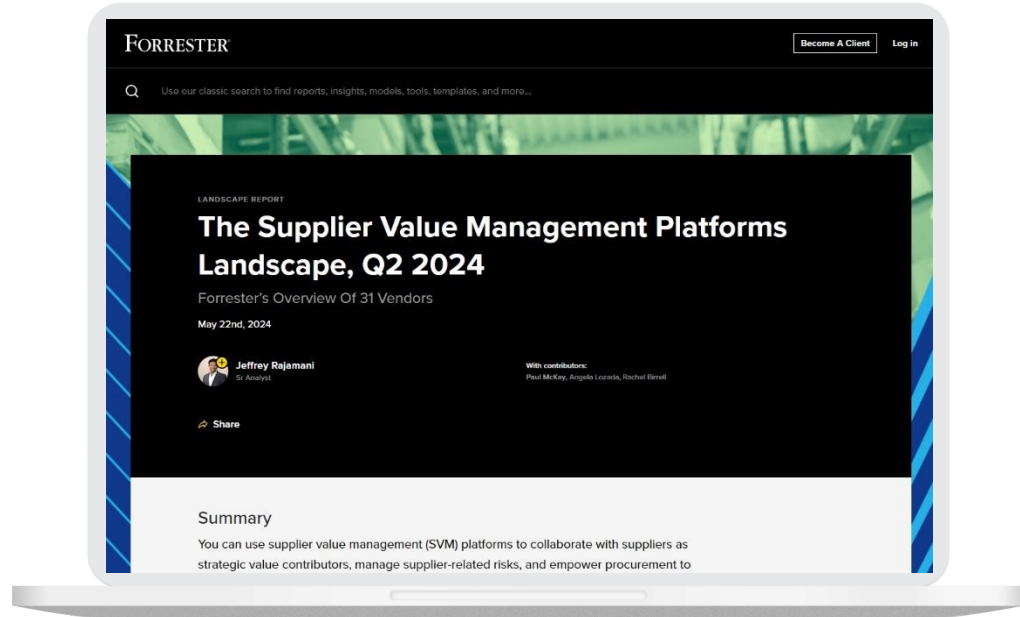 FORRESTER
Become A Client
Log in
Use our classic search to find reports, insights, models, tools, templates, and more...
LANDSCAPE REPORT
The Supplier Value Management Platforms
Landscape, Q2 2024
Forrester's Overview Of 31 Vendors
May 22nd, 2024
Jeffrey Rajamani
Sr Analyst
With contributors:
Paul McKay, Angela Lozada, Rachel Birrell
Share
Summary
You can use supplier value management (SVM) platforms to collaborate with suppliers as
strategic value contributors, manage supplier-related risks, and empower procurement to